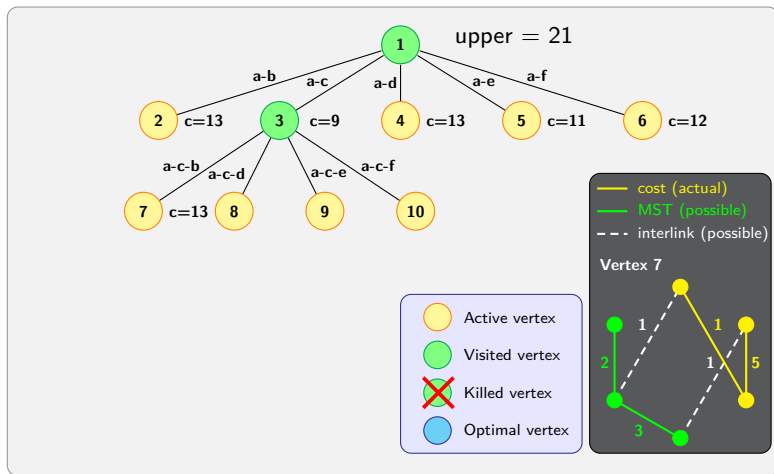 1
upper = 21
a-b
a-c
a-d
a-e
a-f
2
c=13
3
c=9
4
c=13
5
c=11
6
c=12
a-c-b
a-c-d
a-c-e
a-c-f
7
c=13
8
9
10
cost (actual)
MST (possible)
interlink (possible)
Vertex 7
1
1
2
1
5
3
Active vertex
Visited vertex
Killed vertex
Optimal vertex